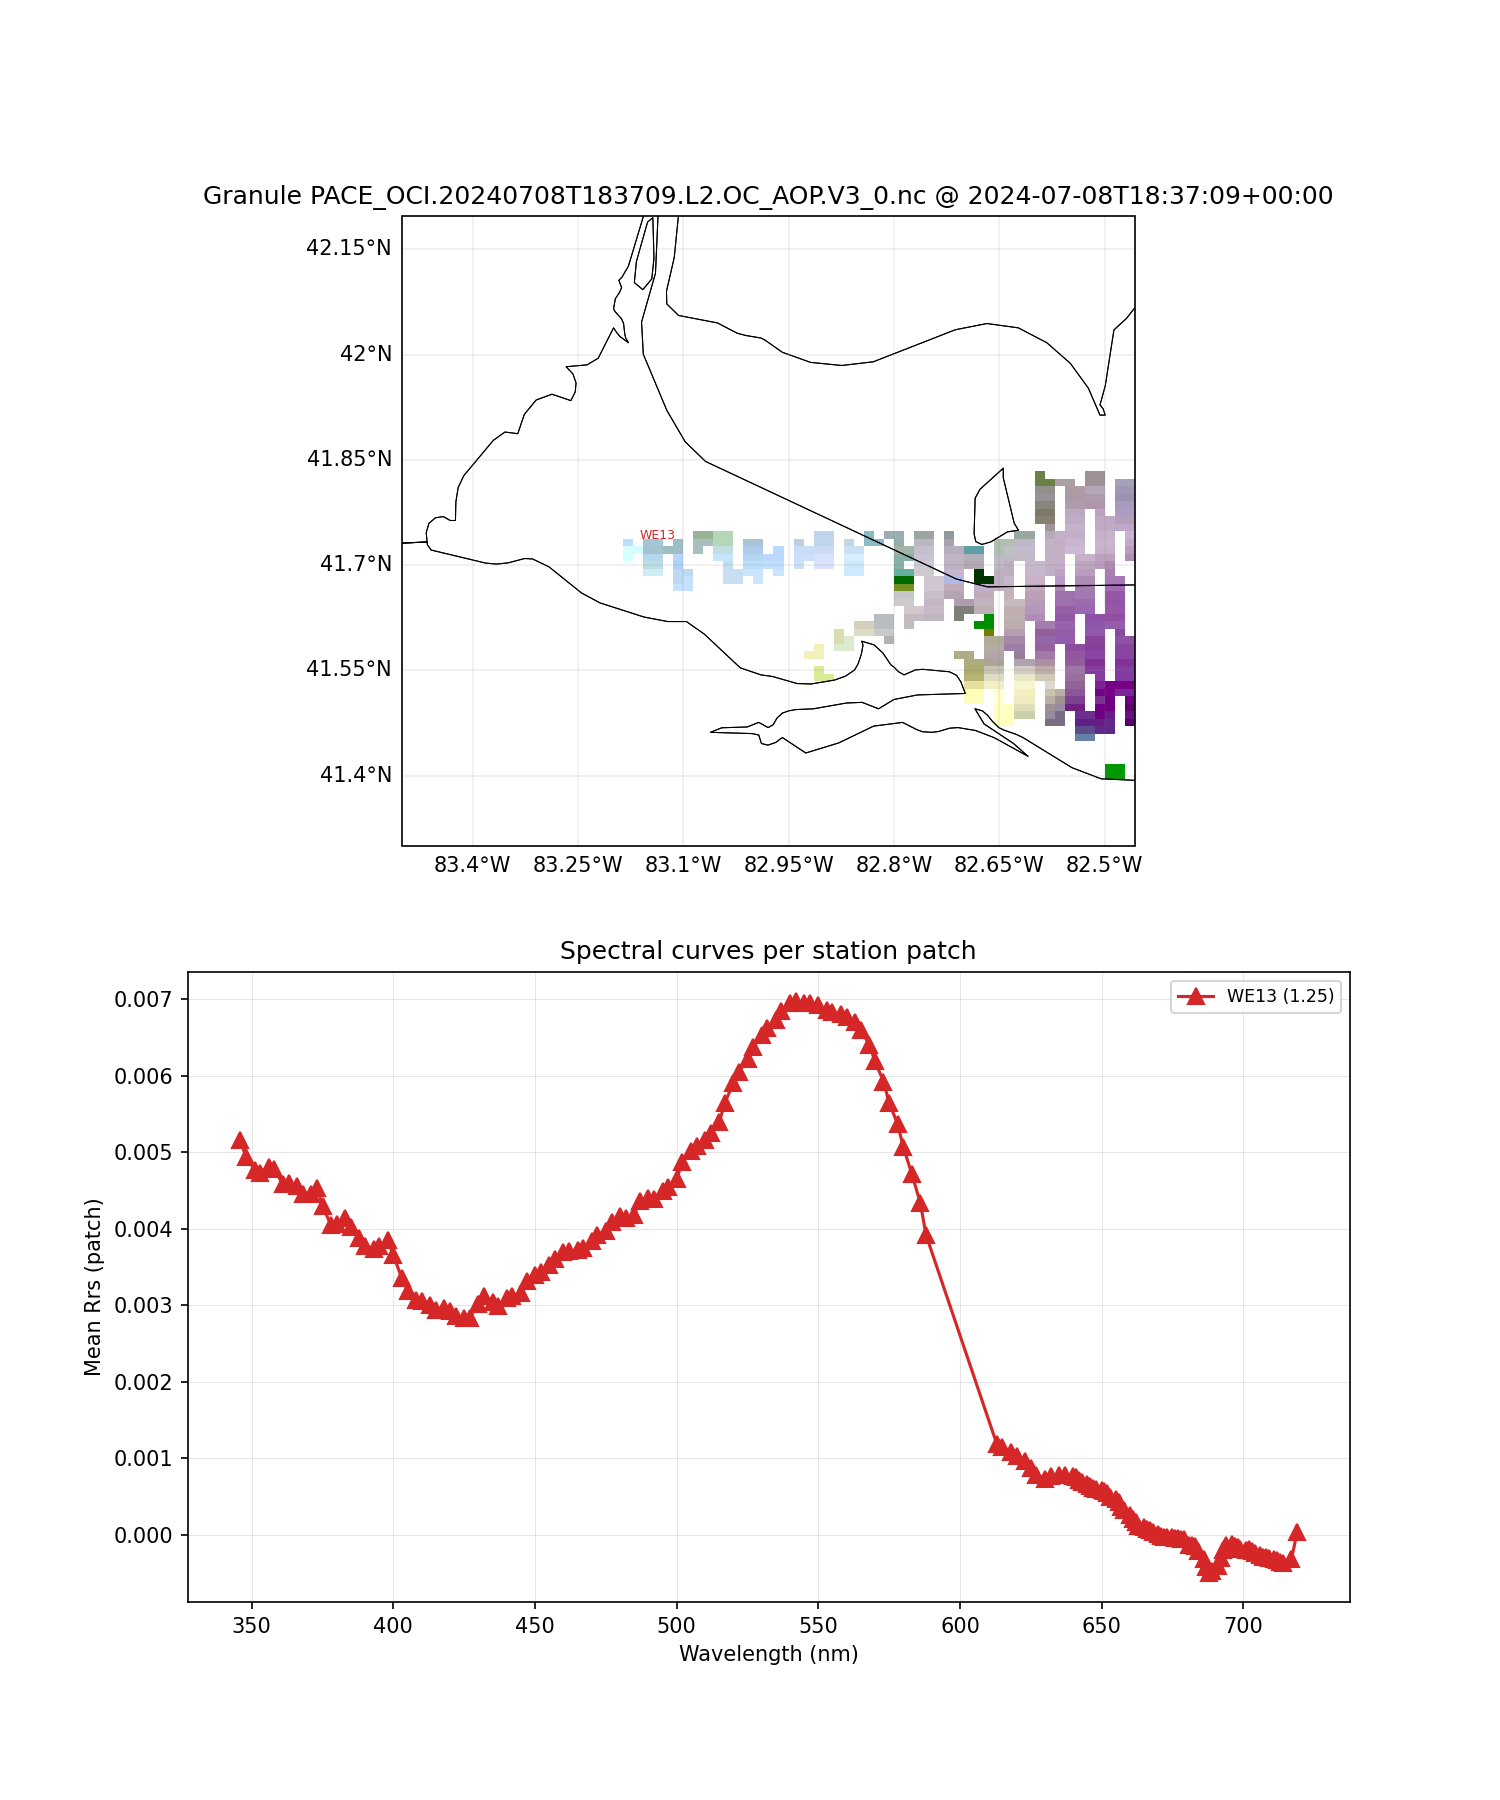 Granule PACE_OCI.20240708T183709.L2.OC_AOP.V3_0.nc @ 2024-07-08T18:37:09+00:00
42.15°N
42°N
41.85°N
41.7°N
41.55°N
41.4°N
WE13
83.4°W 83.25°W 83.1°W 82.95°W 82.8°W 82.65°W 82.5°W
Spectral curves per station patch
WE13 (1.25)
0.007
0.006
0.005
0.004
0.003
0.002
0.001
0.000
Mean Rrs (patch)
350 400 450 500 550 600 650 700
Wavelength (nm)